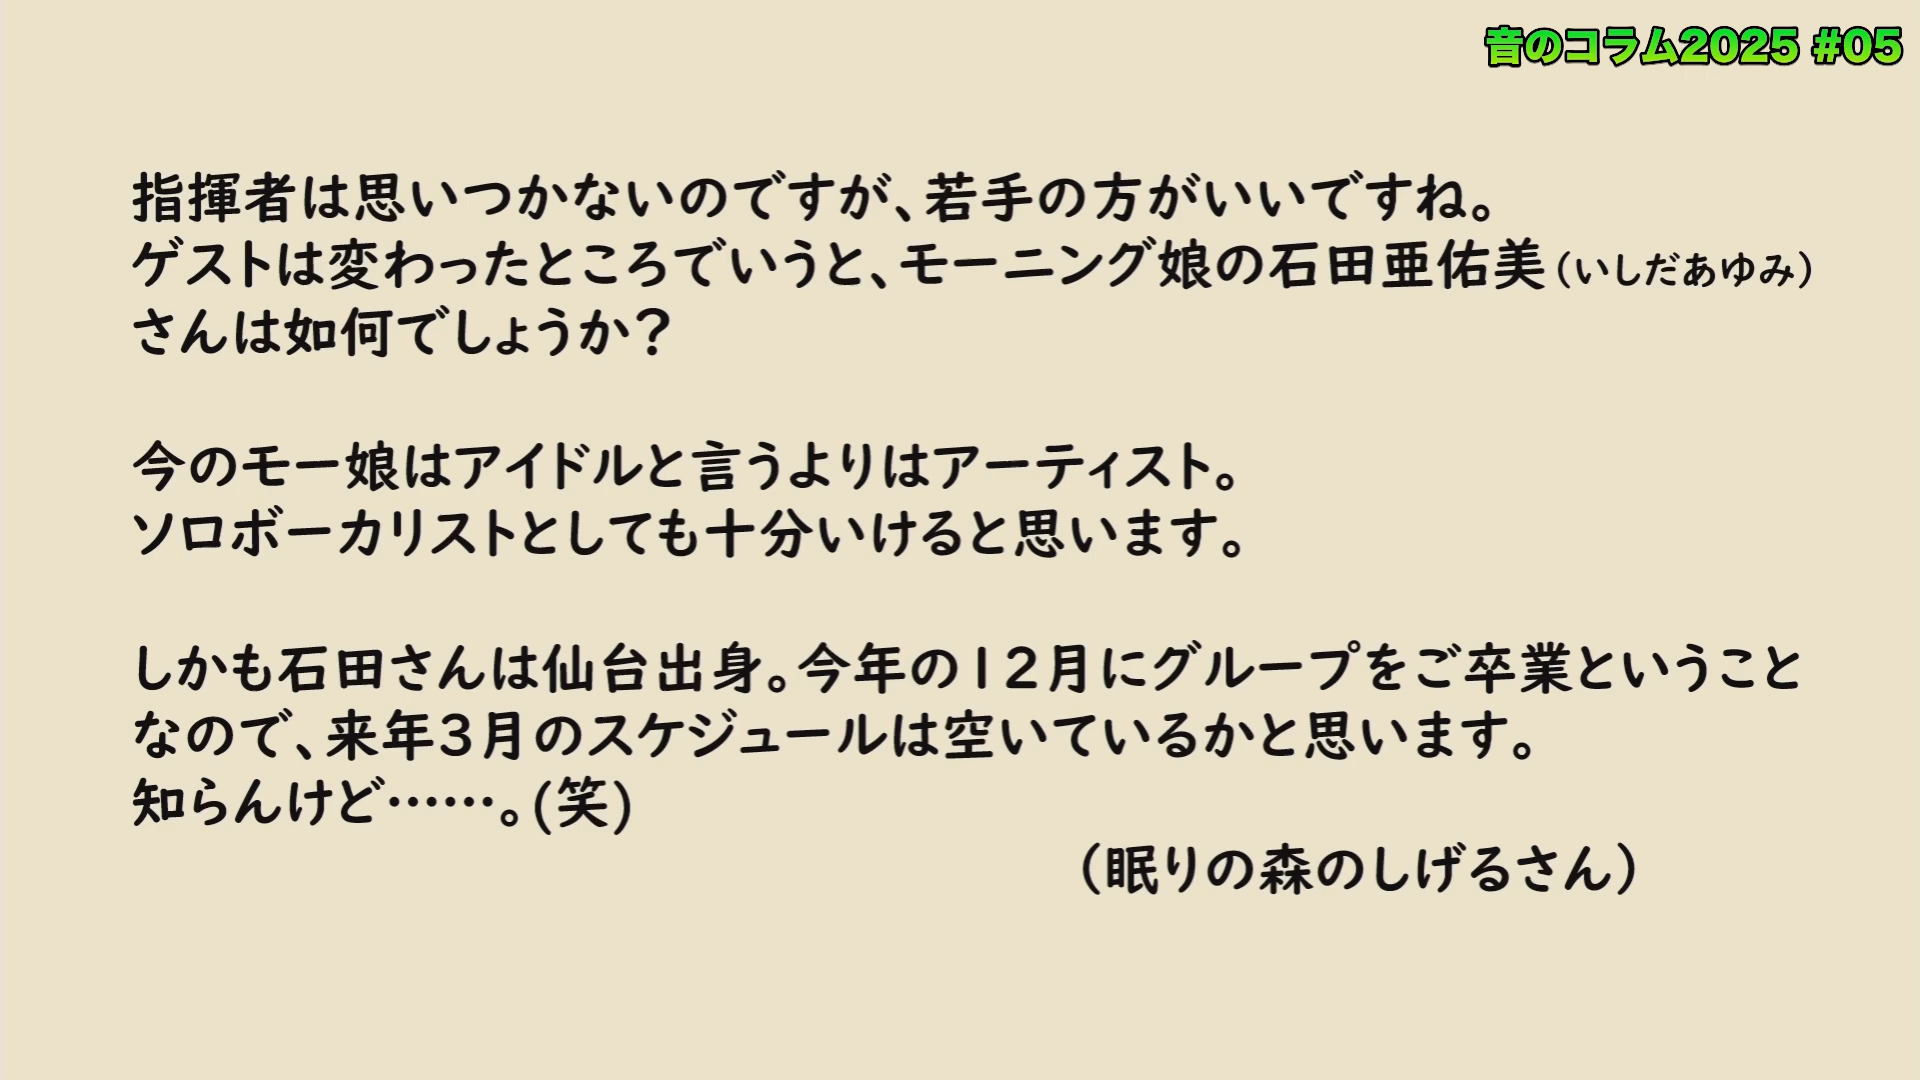 音のコラム2025 #05
指揮者は思いつかないのですが、若手の方がいいですね。
ゲストは変わったところでいうと、モーニング娘の石田亜佑美(いしだあゆみ)
さんは如何でしょうか?
今のモー娘はアイドルと言うよりはアーティスト。
ソロボーカリストとしても十分いけると思います。
しかも石田さんは仙台出身。今年の12月にグループをご卒業ということ
なので、来年3月のスケジュールは空いているかと思います。
知らんけど……。(笑)
(眠りの森のしげるさん)